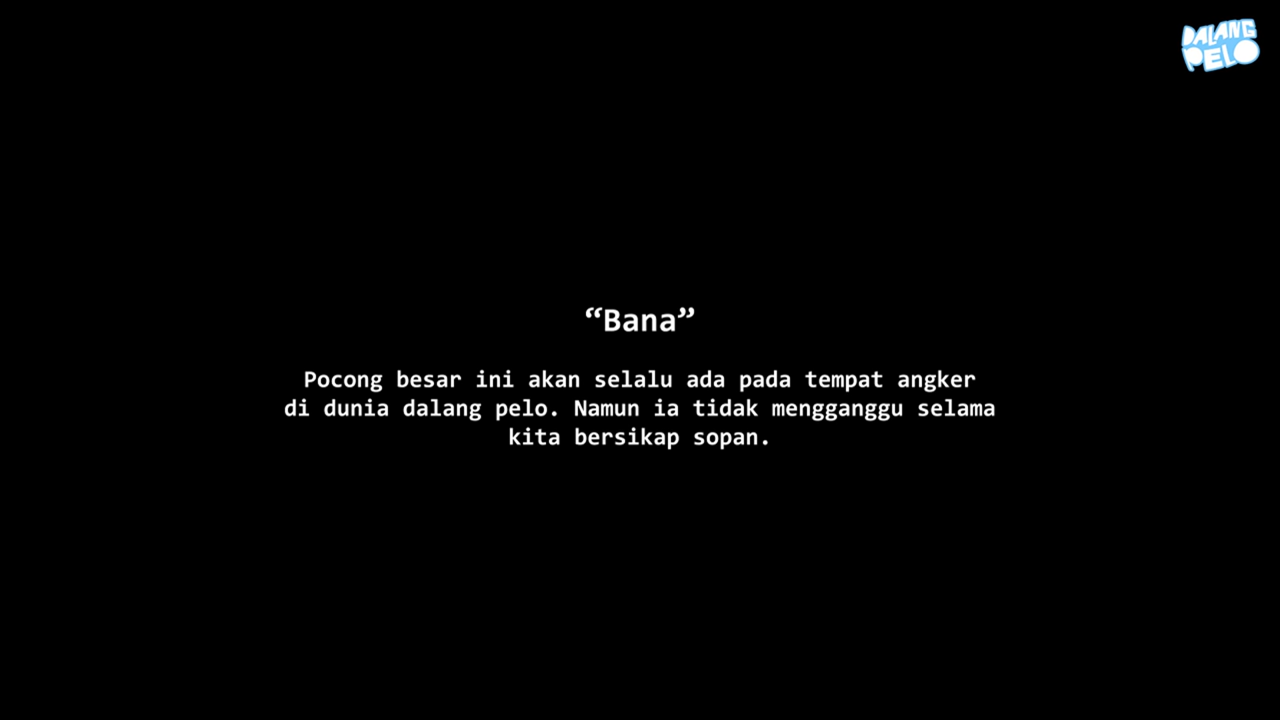 DALANG
PELO
“Bana”
Pocong besar ini akan selalu ada pada tempat angker
di dunia dalang pelo. Namun ia tidak mengganggu selama
kita bersikap sopan.